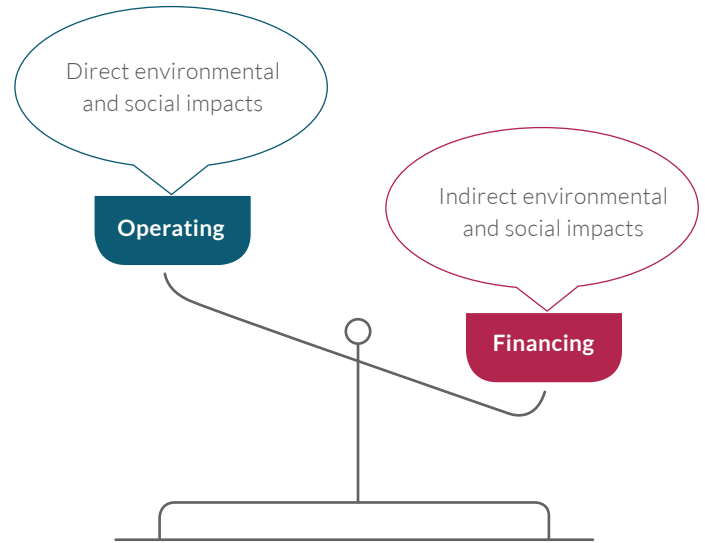 Direct environmental
and social impacts
Operating
Indirect environmental
and social impacts
Financing